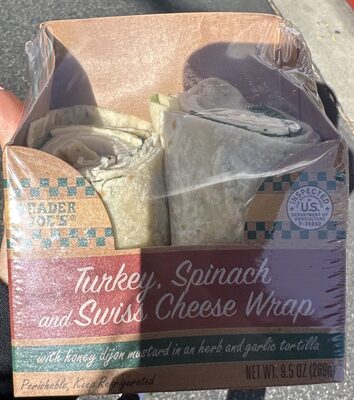 TRADER
JOE'S®
INSPECTED
U.S.
DEPARTMENT OF
AGRICULTURE
Turkey, Spinach
and Swiss Cheese Wrap
with honey dijon mustard in an herb and garlic tortilla
NET WT. 9.5 OZ (269g)
Perishable, Keep Refrigerated